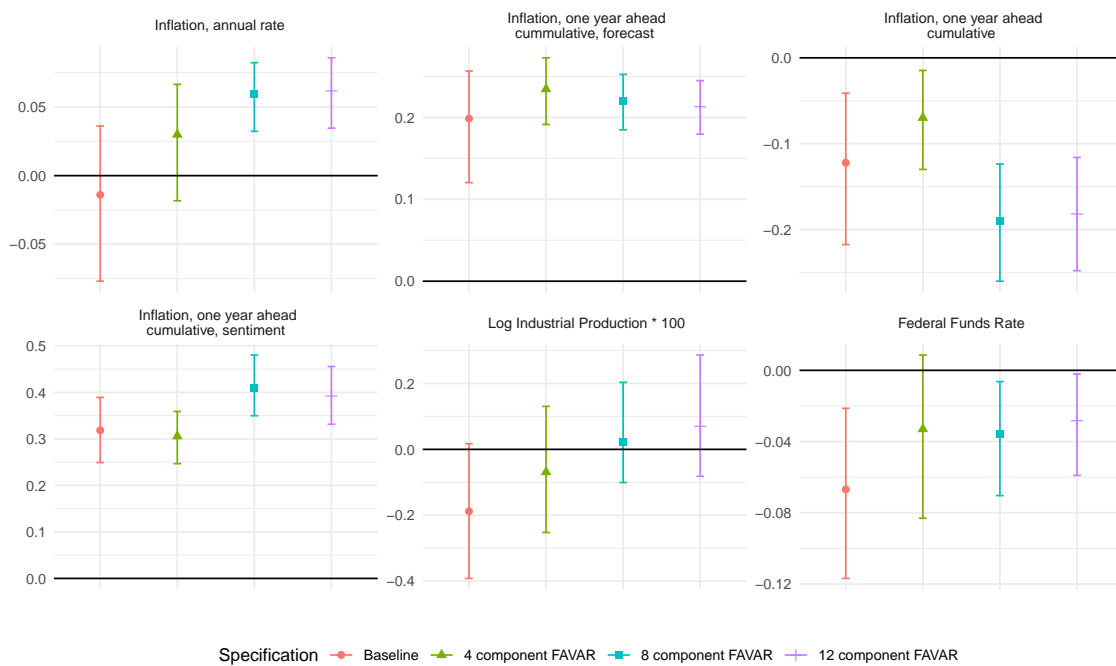 Inflation, annual rate
Inflation, one year ahead
cummulative, forecast
Inflation, one year ahead
cumulative
0.05
0.00
−0.05
0.2
0.1
0.0
0.0
−0.1
−0.2
Inflation, one year ahead
cumulative, sentiment
Log Industrial Production * 100
Federal Funds Rate
0.5
0.4
0.3
0.2
0.1
0.0
0.2
0.0
−0.2
−0.4
0.00
−0.04
−0.08
−0.12
Specification Baseline 4 component FAVAR 8 component FAVAR 12 component FAVAR